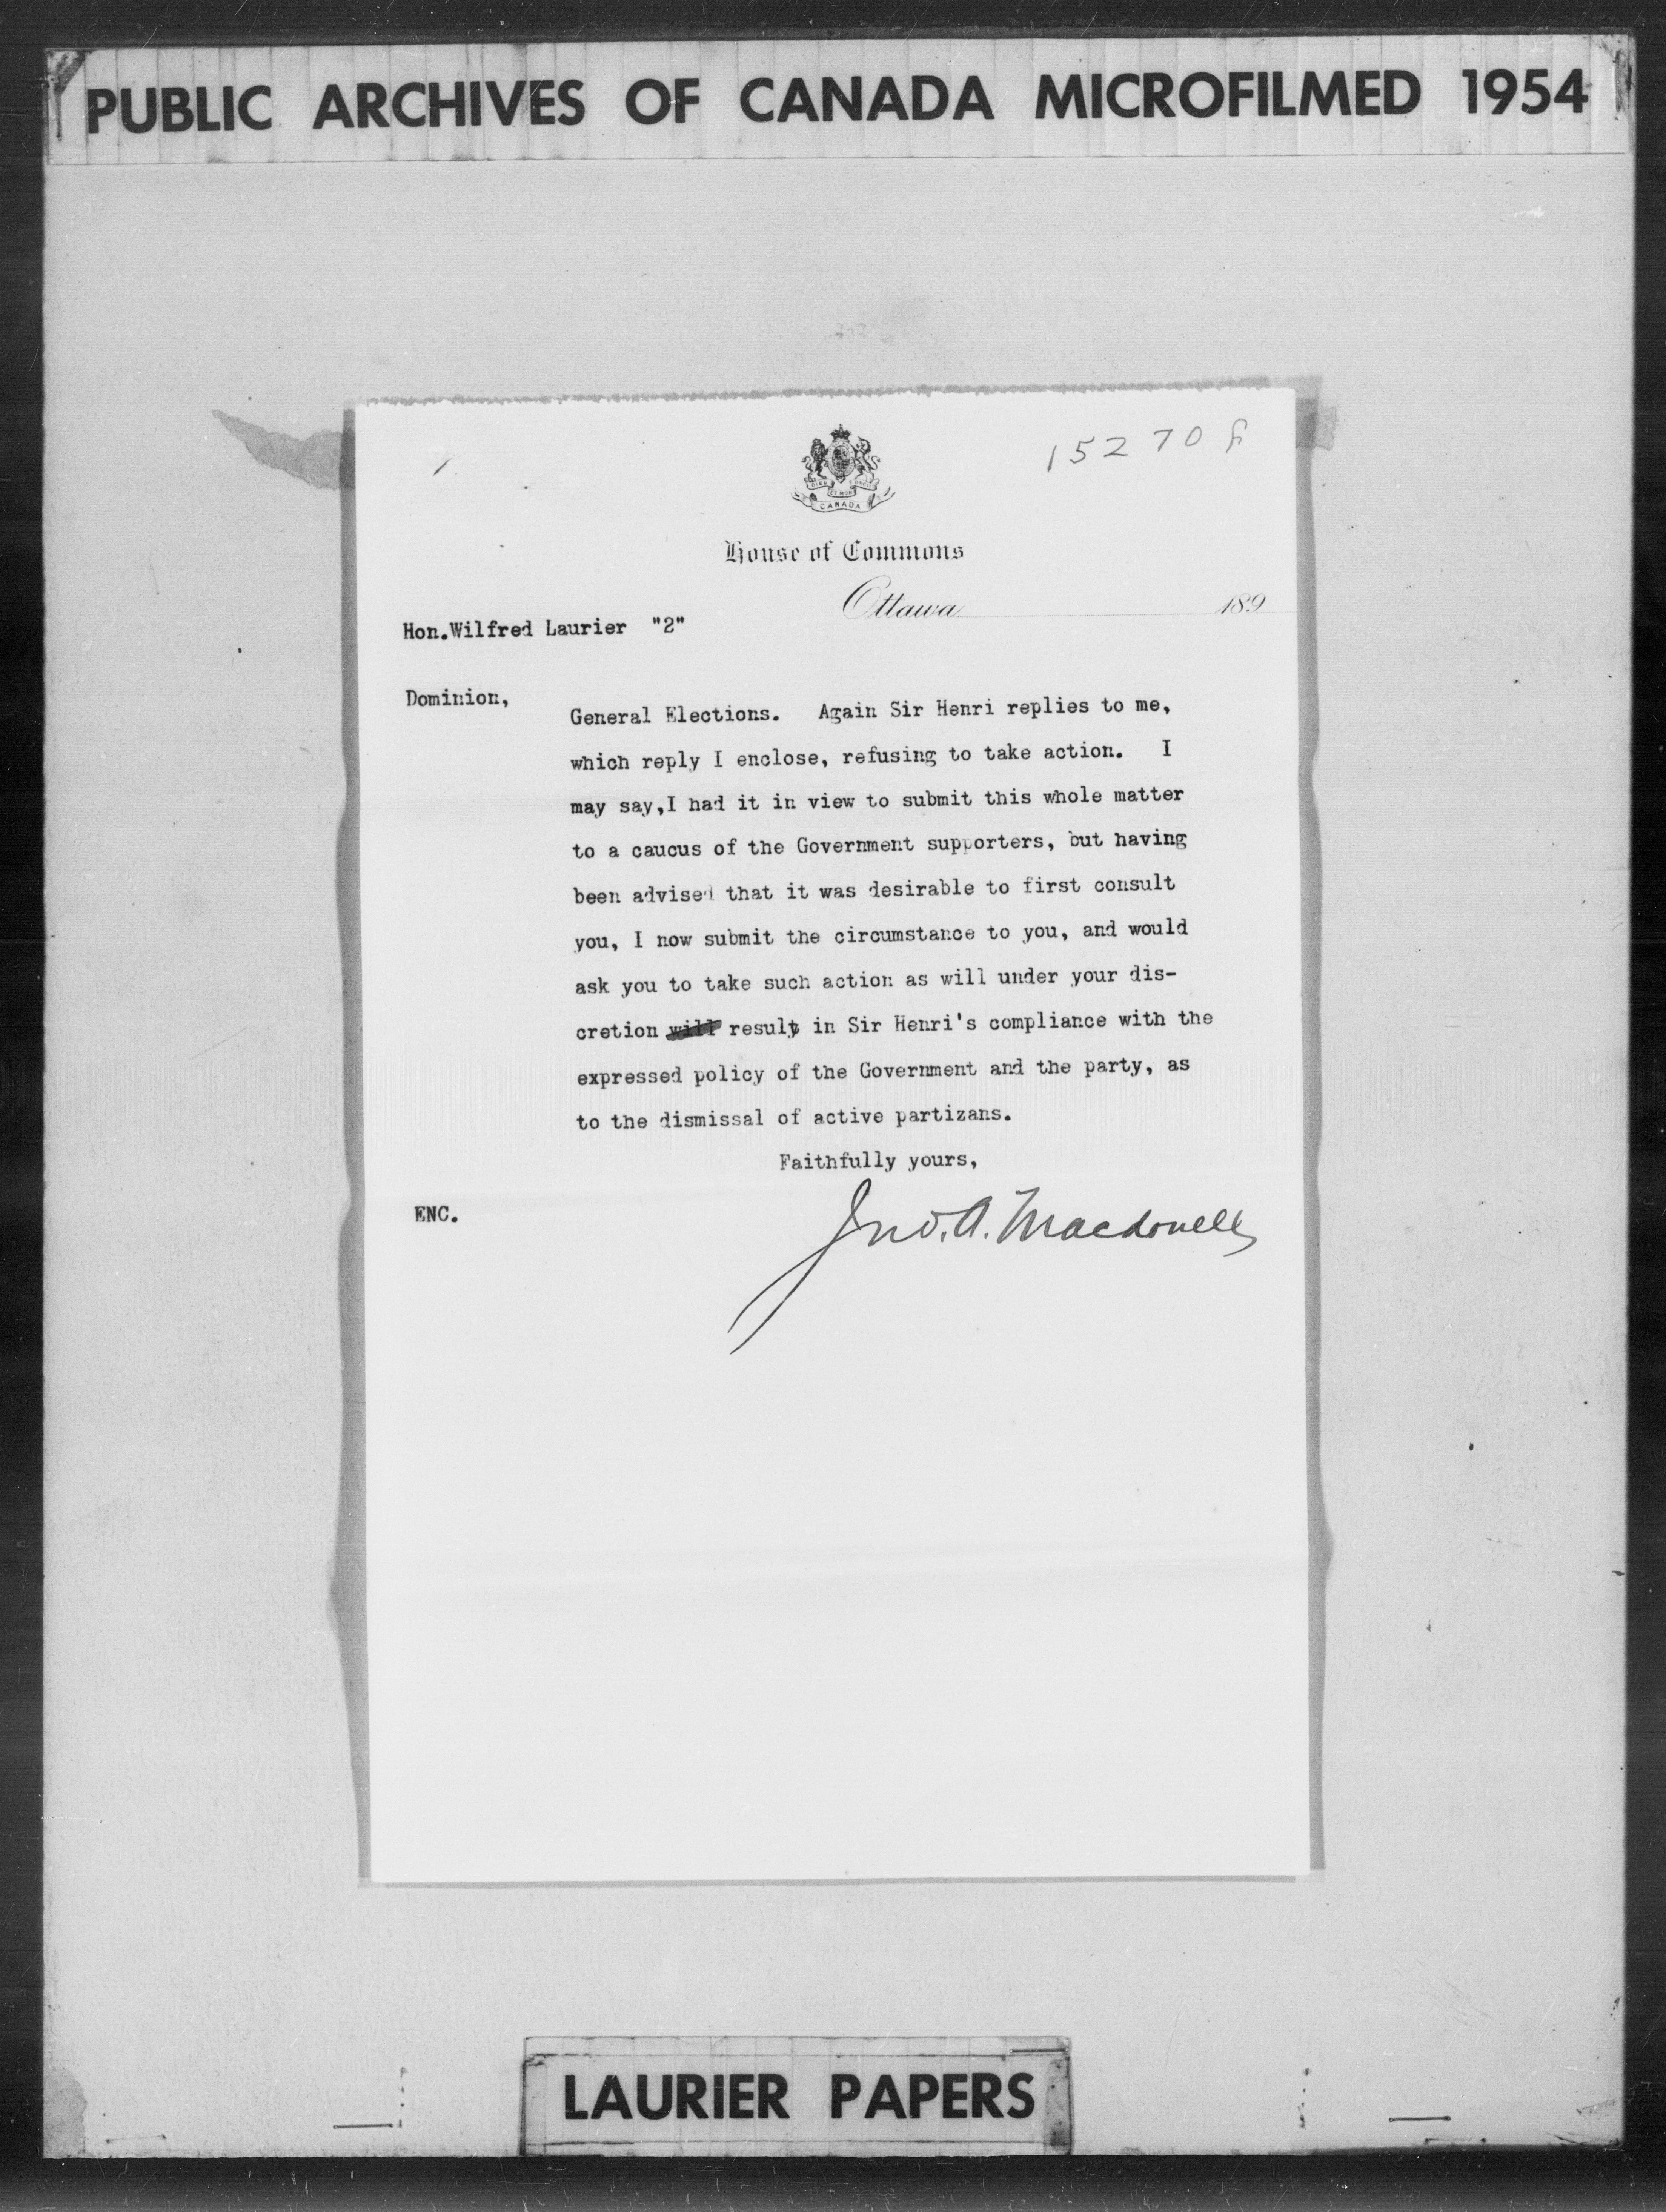 PUBLIC ARCHIVES OF CANADA MICROFILMED 1954
15270
CANADA
House of Commons
Ottawa 189
Hon.Wilfred Laurier "2"
Dominion,
General Elections. Again Sir Henri replies to me,
which reply I enclose, refusing to take action. I
may say,I had it in view to submit this whole matter
to a caucus of the Government supporters, but having
been advised that it was desirable to first consult
you, I now submit the circumstance to you, and would
ask you to take such action as will under your dis-
cretion will result in Sir Henri's compliance with the
expressed policy of the Government and the party, as
to the dismissal of active partizans.
Faithfully yours,
ENC.
Jno. A. Macdonell
LAURIER PAPERS